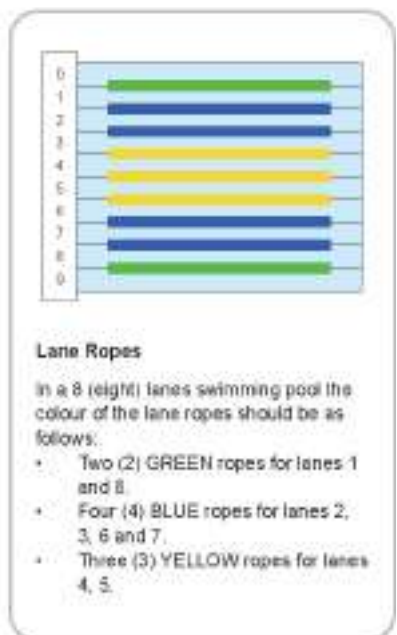 0
1
2
3
4
5
6
7
8
9
Lane Ropes
In a 8 (eight) lanes swimming pool the
colour of the lane ropes should be as
follows:
• Two (2) GREEN ropes for lanes 1
and 8.
• Four (4) BLUE ropes for lanes 2,
3, 6 and 7.
• Three (3) YELLOW ropes for lanes
4, 5.